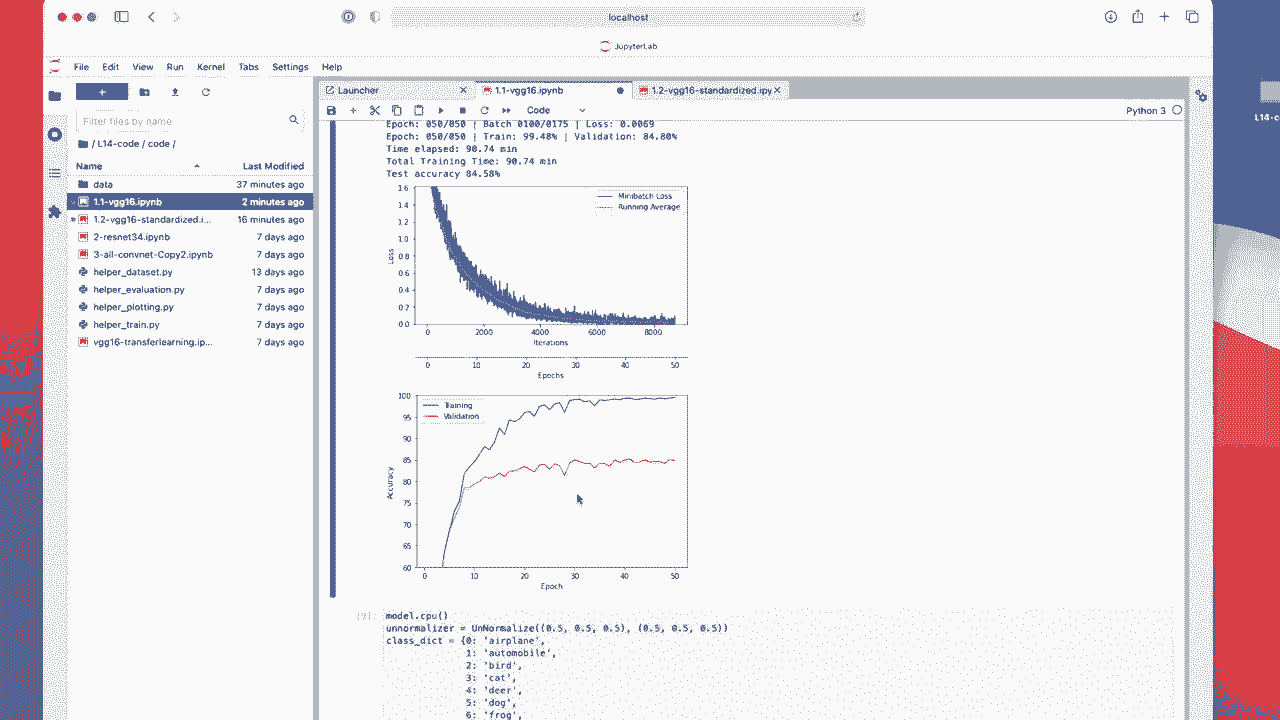 localhost
JupyterLab
File Edit View Run Kernel Tabs Settings Help
Launcher 1.1-vgg16.ipynb 1.2-vgg16-standardized.ipy
Code Python 3
Filter files by name
/ L14-code / code /
Name Last Modified
data 37 minutes ago
1.1-vgg16.ipynb 2 minutes ago
1.2-vgg16-standardized.i... 16 minutes ago
2-resnet34.ipynb 7 days ago
3-all-convnet-Copy2.ipynb 7 days ago
helper_dataset.py 13 days ago
helper_evaluation.py 7 days ago
helper_plotting.py 7 days ago
helper_train.py 7 days ago
vgg16-transferlearning.ip... 7 days ago
Epoch: 050/050 | Batch 0100/0175 | Loss: 0.0069
Epoch: 050/050 | Train: 99.48% | Validation: 84.80%
Time elapsed: 90.74 min
Total Training Time: 90.74 min
Test accuracy 84.58%
Minibatch Loss
Running Average
Loss
1.6
1.4
1.2
1.0
0.8
0.6
0.4
0.2
0.0
0 2000 4000 6000 8000
Iterations
0 10 20 30 40 50
Epochs
Training
Validation
Accuracy
100
95
90
85
80
75
70
65
60
0 10 20 30 40 50
Epoch
[9]: model.cpu()
unnormalizer = UnNormalize((0.5, 0.5, 0.5), (0.5, 0.5, 0.5))
class_dict = {0: 'airplane',
1: 'automobile',
2: 'bird',
3: 'cat',
4: 'deer',
5: 'dog',
6: 'frog',
L14-c